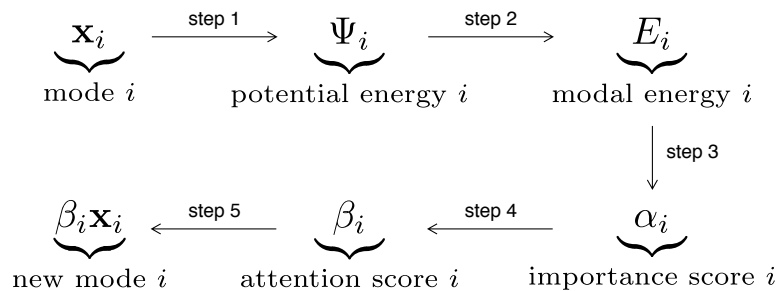 x_i step 1 Ψ_i step 2 E_i
mode i potential energy i modal energy i
step 3
β_i x_i step 5 β_i step 4 α_i
new mode i attention score i importance score i